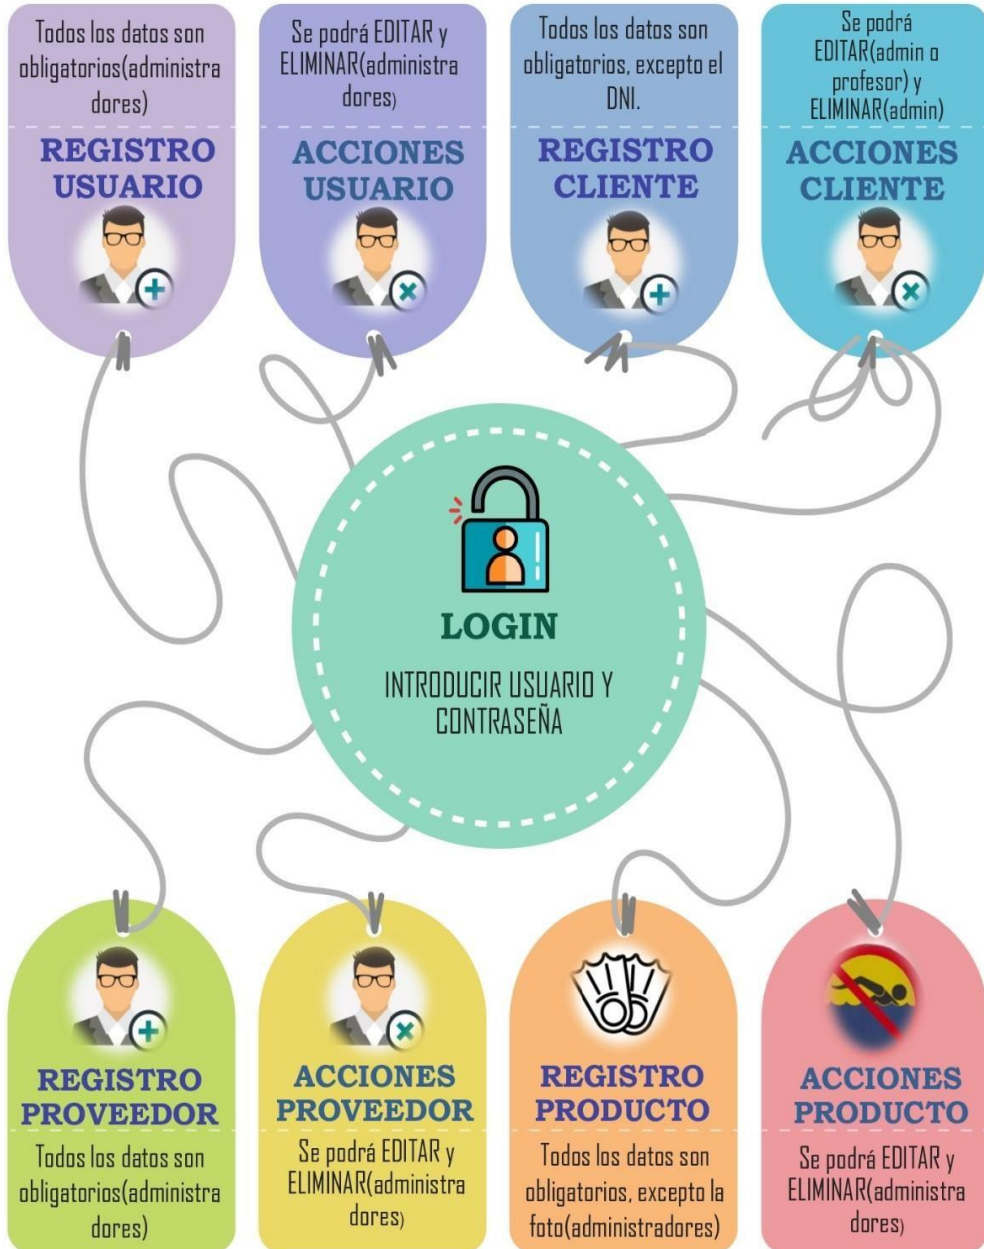 Todos los datos son
obligatorios(administra
dores)
REGISTRO
USUARIO
Se podrá EDITAR y
ELIMINAR(administra
dores)
ACCIONES
USUARIO
Todos los datos son
obligatorios, excepto el
DNI.
REGISTRO
CLIENTE
Se podrá
EDITAR(admin o
profesor) y
ELIMINAR(admin)
ACCIONES
CLIENTE
LOGIN
INTRODUCIR USUARIO Y
CONTRASEÑA
REGISTRO
PROVEEDOR
Todos los datos son
obligatorios(administra
dores)
ACCIONES
PROVEEDOR
Se podrá EDITAR y
ELIMINAR(administra
dores)
REGISTRO
PRODUCTO
Todos los datos son
obligatorios, excepto la
foto(administradores)
ACCIONES
PRODUCTO
Se podrá EDITAR y
ELIMINAR(administra
dores)